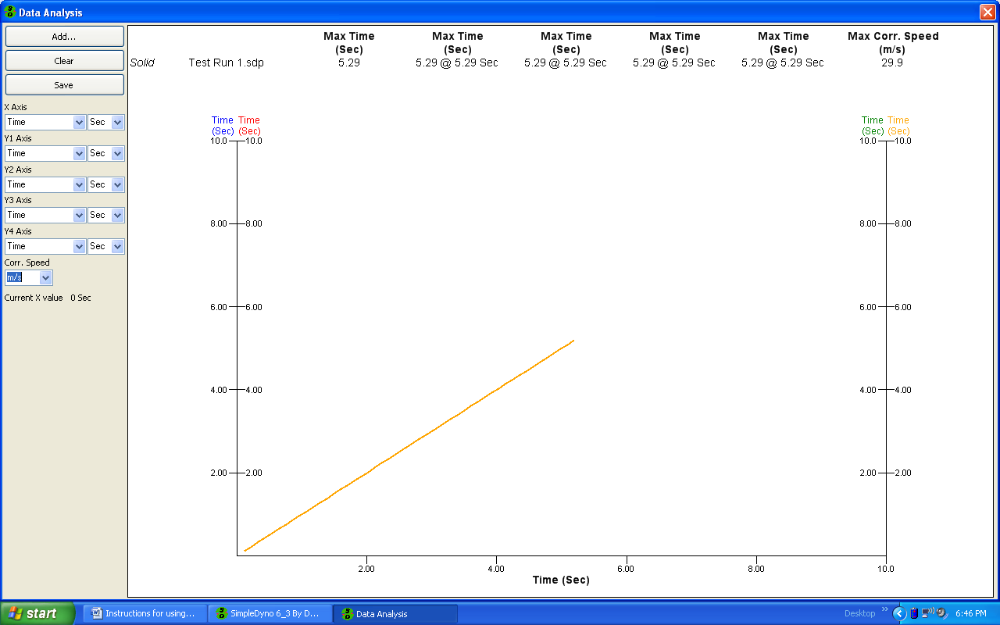 Data Analysis
Add...
Clear
Save
X Axis
Time Sec
Y1 Axis
Time Sec
Y2 Axis
Time Sec
Y3 Axis
Time Sec
Y4 Axis
Time Sec
Corr. Speed
m/s
Current X value 0 Sec
Max Time Max Time Max Time Max Time Max Time Max Corr. Speed
(Sec) (Sec) (Sec) (Sec) (Sec) (m/s)
Solid Test Run 1.sdp 5.29 5.29 @ 5.29 Sec 5.29 @ 5.29 Sec 5.29 @ 5.29 Sec 5.29 @ 5.29 Sec 29.9
Time Time Time Time
(Sec) (Sec) (Sec) (Sec)
10.0 10.0 10.0 10.0
8.00 8.00 8.00 8.00
6.00 6.00 6.00 6.00
4.00 4.00 4.00 4.00
2.00 2.00 2.00 2.00
2.00 4.00 6.00 8.00 10.0
Time (Sec)
start Instructions for using... SimpleDyno 6_3 By D... Data Analysis Desktop 6:46 PM